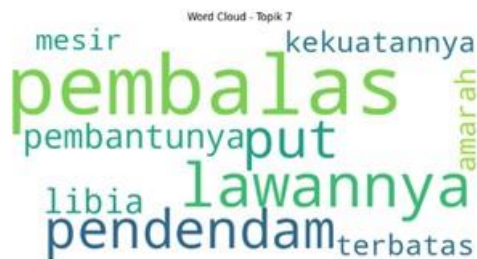 Word Cloud - Topik 7
mesir
kekuatannya
pembalas
amarah
pembantunya
put
lawannya
libia
pendendam
terbatas